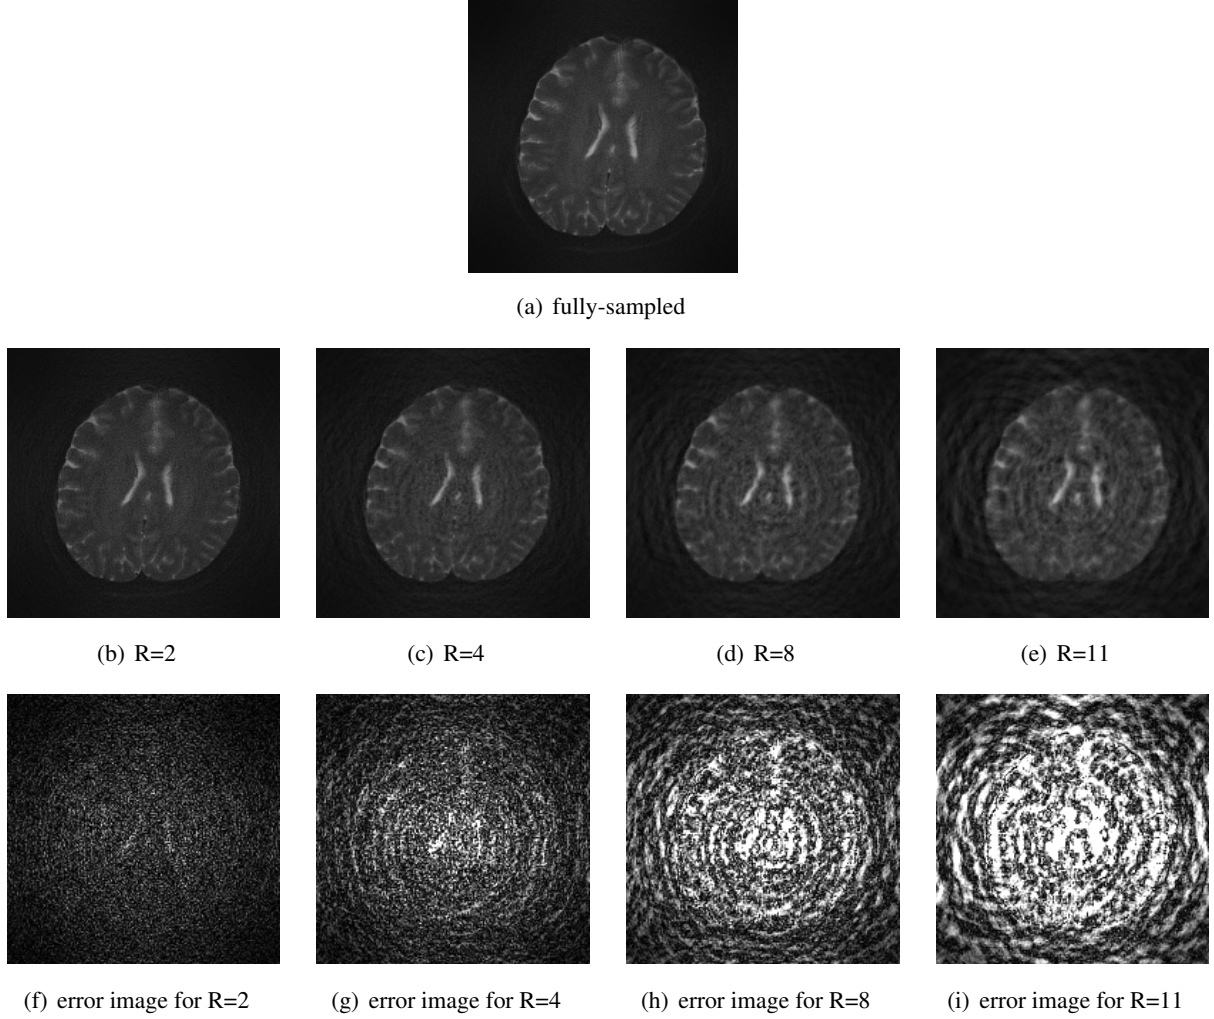 (a) fully-sampled
(b) R=2
(c) R=4
(d) R=8
(e) R=11
(f) error image for R=2
(g) error image for R=4
(h) error image for R=8
(i) error image for R=11